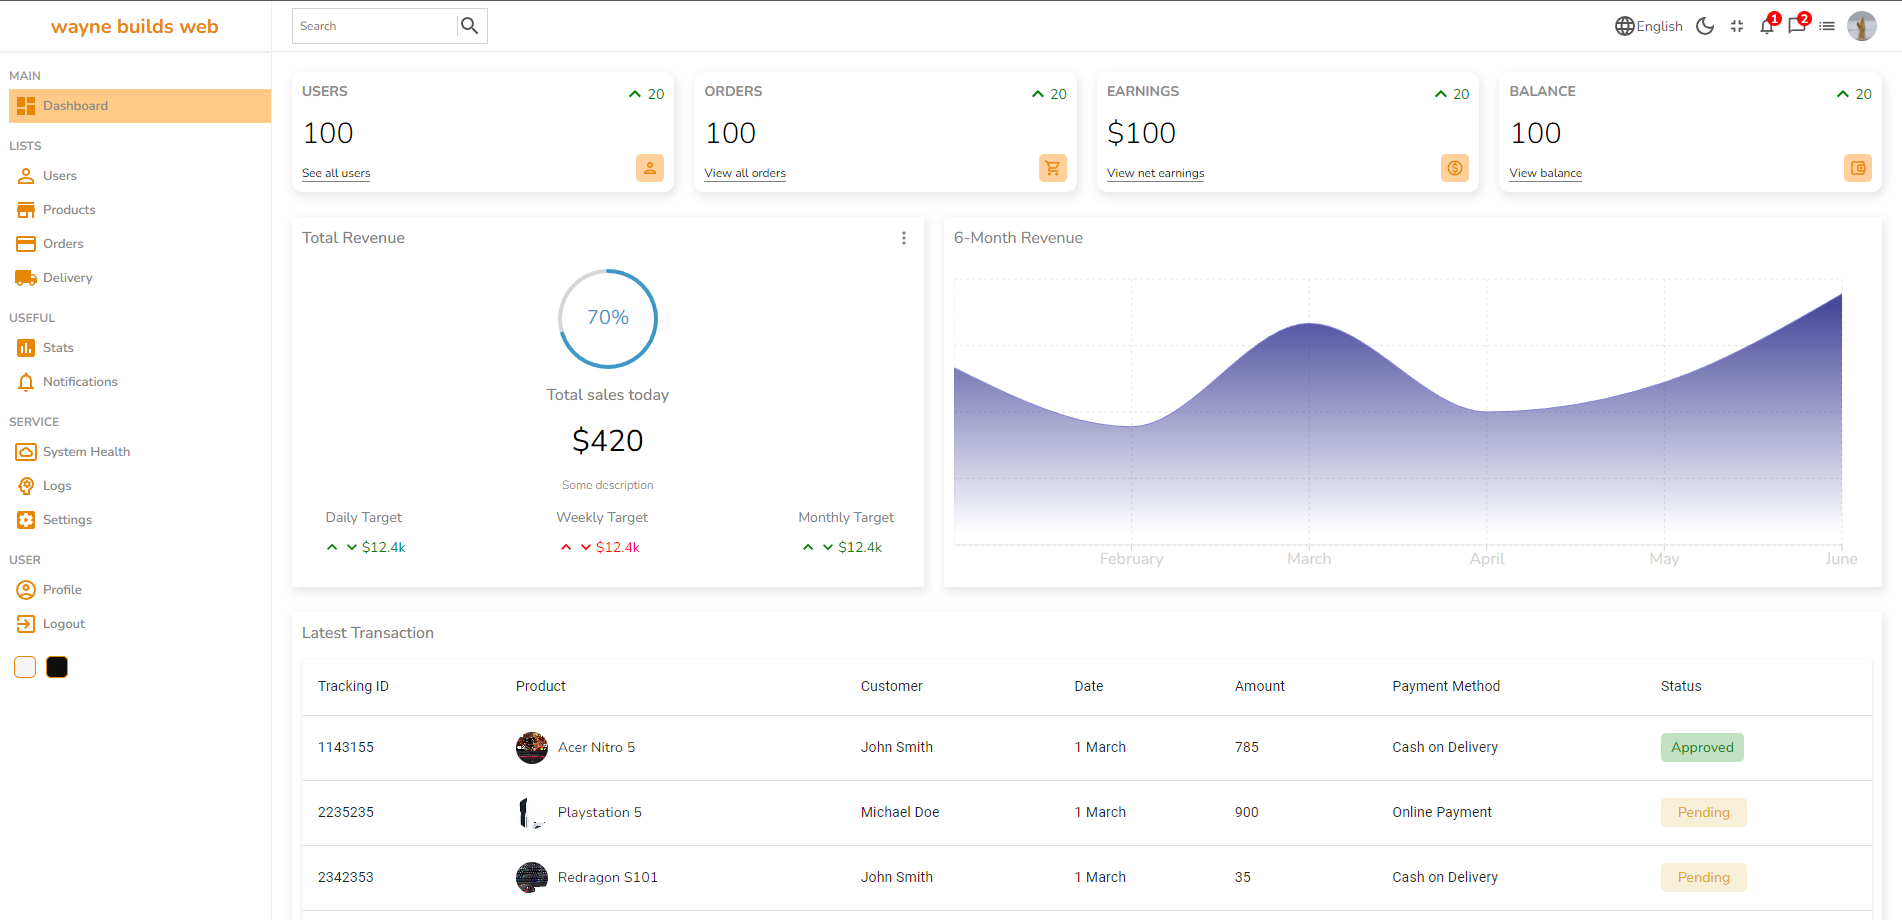 wayne builds web
Search
English
1
2
MAIN
Dashboard
LISTS
Users
Products
Orders
Delivery
USEFUL
Stats
Notifications
SERVICE
System Health
Logs
Settings
USER
Profile
Logout
USERS
20
100
See all users
ORDERS
20
100
View all orders
EARNINGS
20
$100
View net earnings
BALANCE
20
100
View balance
Total Revenue
70%
Total sales today
$420
Some description
Daily Target
$12.4k
Weekly Target
$12.4k
Monthly Target
$12.4k
6-Month Revenue
February March April May June
Latest Transaction
Tracking ID Product Customer Date Amount Payment Method Status
1143155 Acer Nitro 5 John Smith 1 March 785 Cash on Delivery Approved
2235235 Playstation 5 Michael Doe 1 March 900 Online Payment Pending
2342353 Redragon S101 John Smith 1 March 35 Cash on Delivery Pending